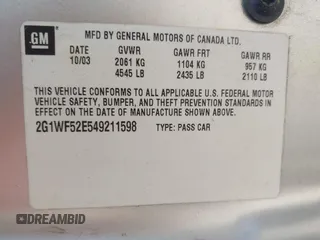 GM
MFD BY GENERAL MOTORS OF CANADA LTD.
DATE GVWR GAWR FRT GAWR RR
10/03 2061 KG 1104 KG 957 KG
4545 LB 2435 LB 2110 LB
THIS VEHICLE CONFORMS TO ALL APPLICABLE U.S. FEDERAL MOTOR
VEHICLE SAFETY, BUMPER, AND THEFT PREVENTION STANDARDS
IN EFFECT ON THE DATE OF MANUFACTURE SHOWN ABOVE.
2G1WF52E549211598 TYPE: PASS CAR
AUTOBIDMASTER